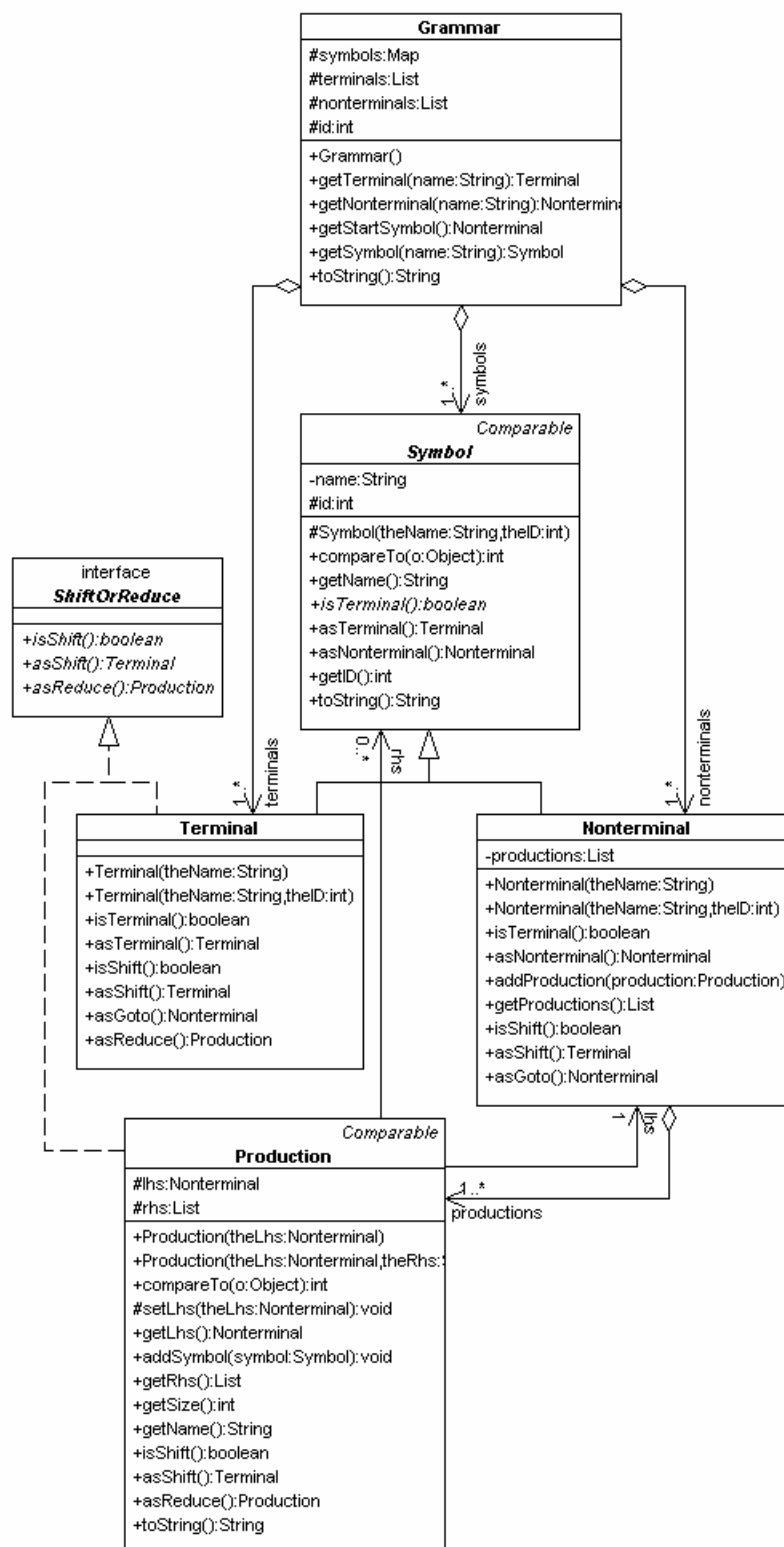 Grammar
#symbols:Map
#terminals:List
#nonterminals:List
#id:int
+Grammar()
+getTerminal(name:String):Terminal
+getNonterminal(name:String):Nontermina
+getStartSymbol():Nonterminal
+getSymbol(name:String):Symbol
+toString():String
symbols
1..*
Comparable
Symbol
-name:String
#id:int
#Symbol(theName:String,theID:int)
+compareTo(o:Object):int
+getName():String
+isTerminal():boolean
+asTerminal():Terminal
+asNonterminal():Nonterminal
+getID():int
+toString():String
interface
ShiftOrReduce
+isShift():boolean
+asShift():Terminal
+asReduce():Production
0..*
rhs
1..*
terminals
1..*
nonterminals
Terminal
+Terminal(theName:String)
+Terminal(theName:String,theID:int)
+isTerminal():boolean
+asTerminal():Terminal
+isShift():boolean
+asShift():Terminal
+asGoto():Nonterminal
+asReduce():Production
Nonterminal
-productions:List
+Nonterminal(theName:String)
+Nonterminal(theName:String,theID:int)
+isTerminal():boolean
+asNonterminal():Nonterminal
+addProduction(production:Production)
+getProductions():List
+isShift():boolean
+asShift():Terminal
+asGoto():Nonterminal
1
lhs
1..*
productions
Comparable
Production
#lhs:Nonterminal
#rhs:List
+Production(theLhs:Nonterminal)
+Production(theLhs:Nonterminal,theRhs:
+compareTo(o:Object):int
#setLhs(theLhs:Nonterminal):void
+getLhs():Nonterminal
+addSymbol(symbol:Symbol):void
+getRhs():List
+getSize():int
+getName():String
+isShift():boolean
+asShift():Terminal
+asReduce():Production
+toString():String